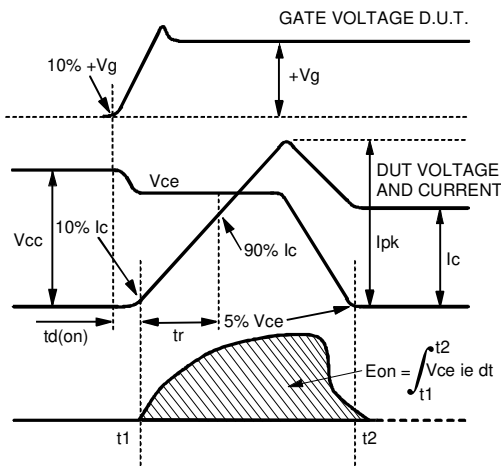 GATE VOLTAGE D.U.T.
10% +Vg
+Vg
Vce
DUT VOLTAGE
AND CURRENT
Vcc
10% Ic
90% Ic
Ipk
Ic
td(on)
tr
5% Vce
Eon = ∫ Vce ie dt
t2
t1
t1
t2